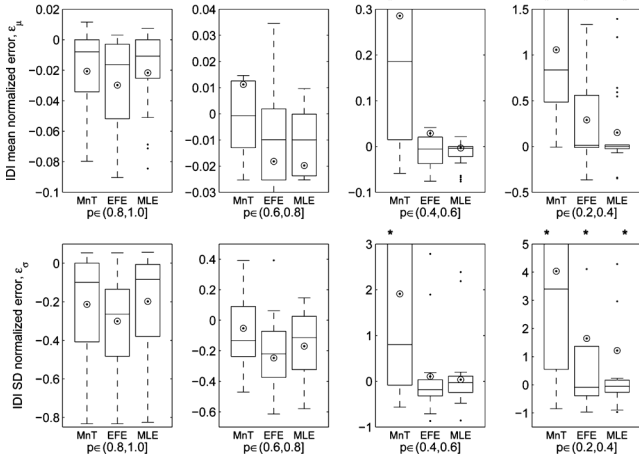 IDI mean normalized error, ε_μ
0.02
0
−0.02
−0.04
−0.06
−0.08
−0.1
MnT EFE MLE
p∈(0.8,1.0]
0.04
0.03
0.02
0.01
0
−0.01
−0.02
−0.03
MnT EFE MLE
p∈(0.6,0.8]
0.3
0.2
0.1
0
−0.1
MnT EFE MLE
p∈(0.4,0.6]
1.5
1
0.5
0
−0.5
MnT EFE MLE
p∈(0.2,0.4]
IDI SD normalized error, ε_σ
0
−0.2
−0.4
−0.6
−0.8
MnT EFE MLE
p∈(0.8,1.0]
0.4
0.2
0
−0.2
−0.4
−0.6
MnT EFE MLE
p∈(0.6,0.8]
*
3
2
1
0
−1
MnT EFE MLE
p∈(0.4,0.6]
* * *
5
4
3
2
1
0
−1
MnT EFE MLE
p∈(0.2,0.4]